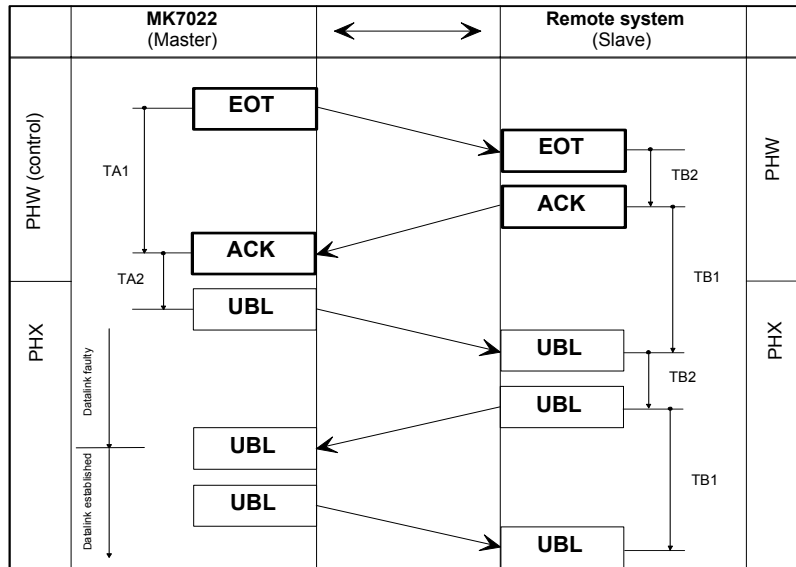 MK7022
(Master)
Remote system
(Slave)
PHW (control)
EOT
EOT
PHW
TA1
TB2
ACK
ACK
TA2
TB1
PHX
UBL
PHX
UBL
Datalink faulty
TB2
UBL
UBL
TB1
Datalink established
UBL
UBL